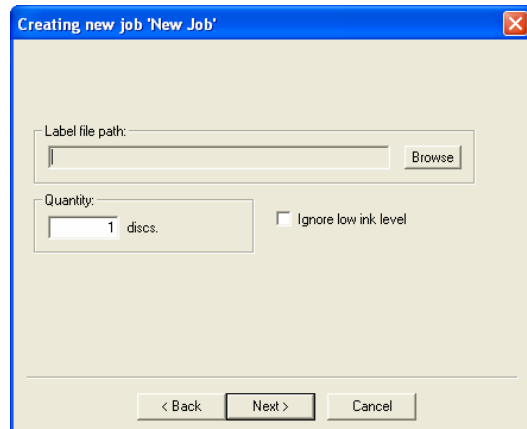 Creating new job 'New Job'
Label file path:
Browse
Quantity:
1 discs.
Ignore low ink level
< Back Next > Cancel